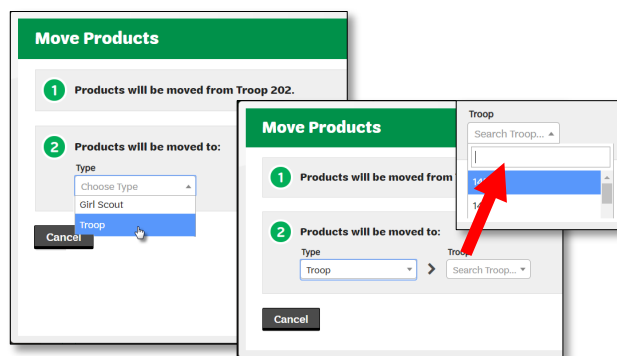 Move Products
1 Products will be moved from Troop 202.
2 Products will be moved to:
Type
Choose Type
Girl Scout
Troop
Cancel
Move Products
1 Products will be moved from
2 Products will be moved to:
Type
Troop
Troop
Search Troop...
Cancel
Troop
Search Troop...